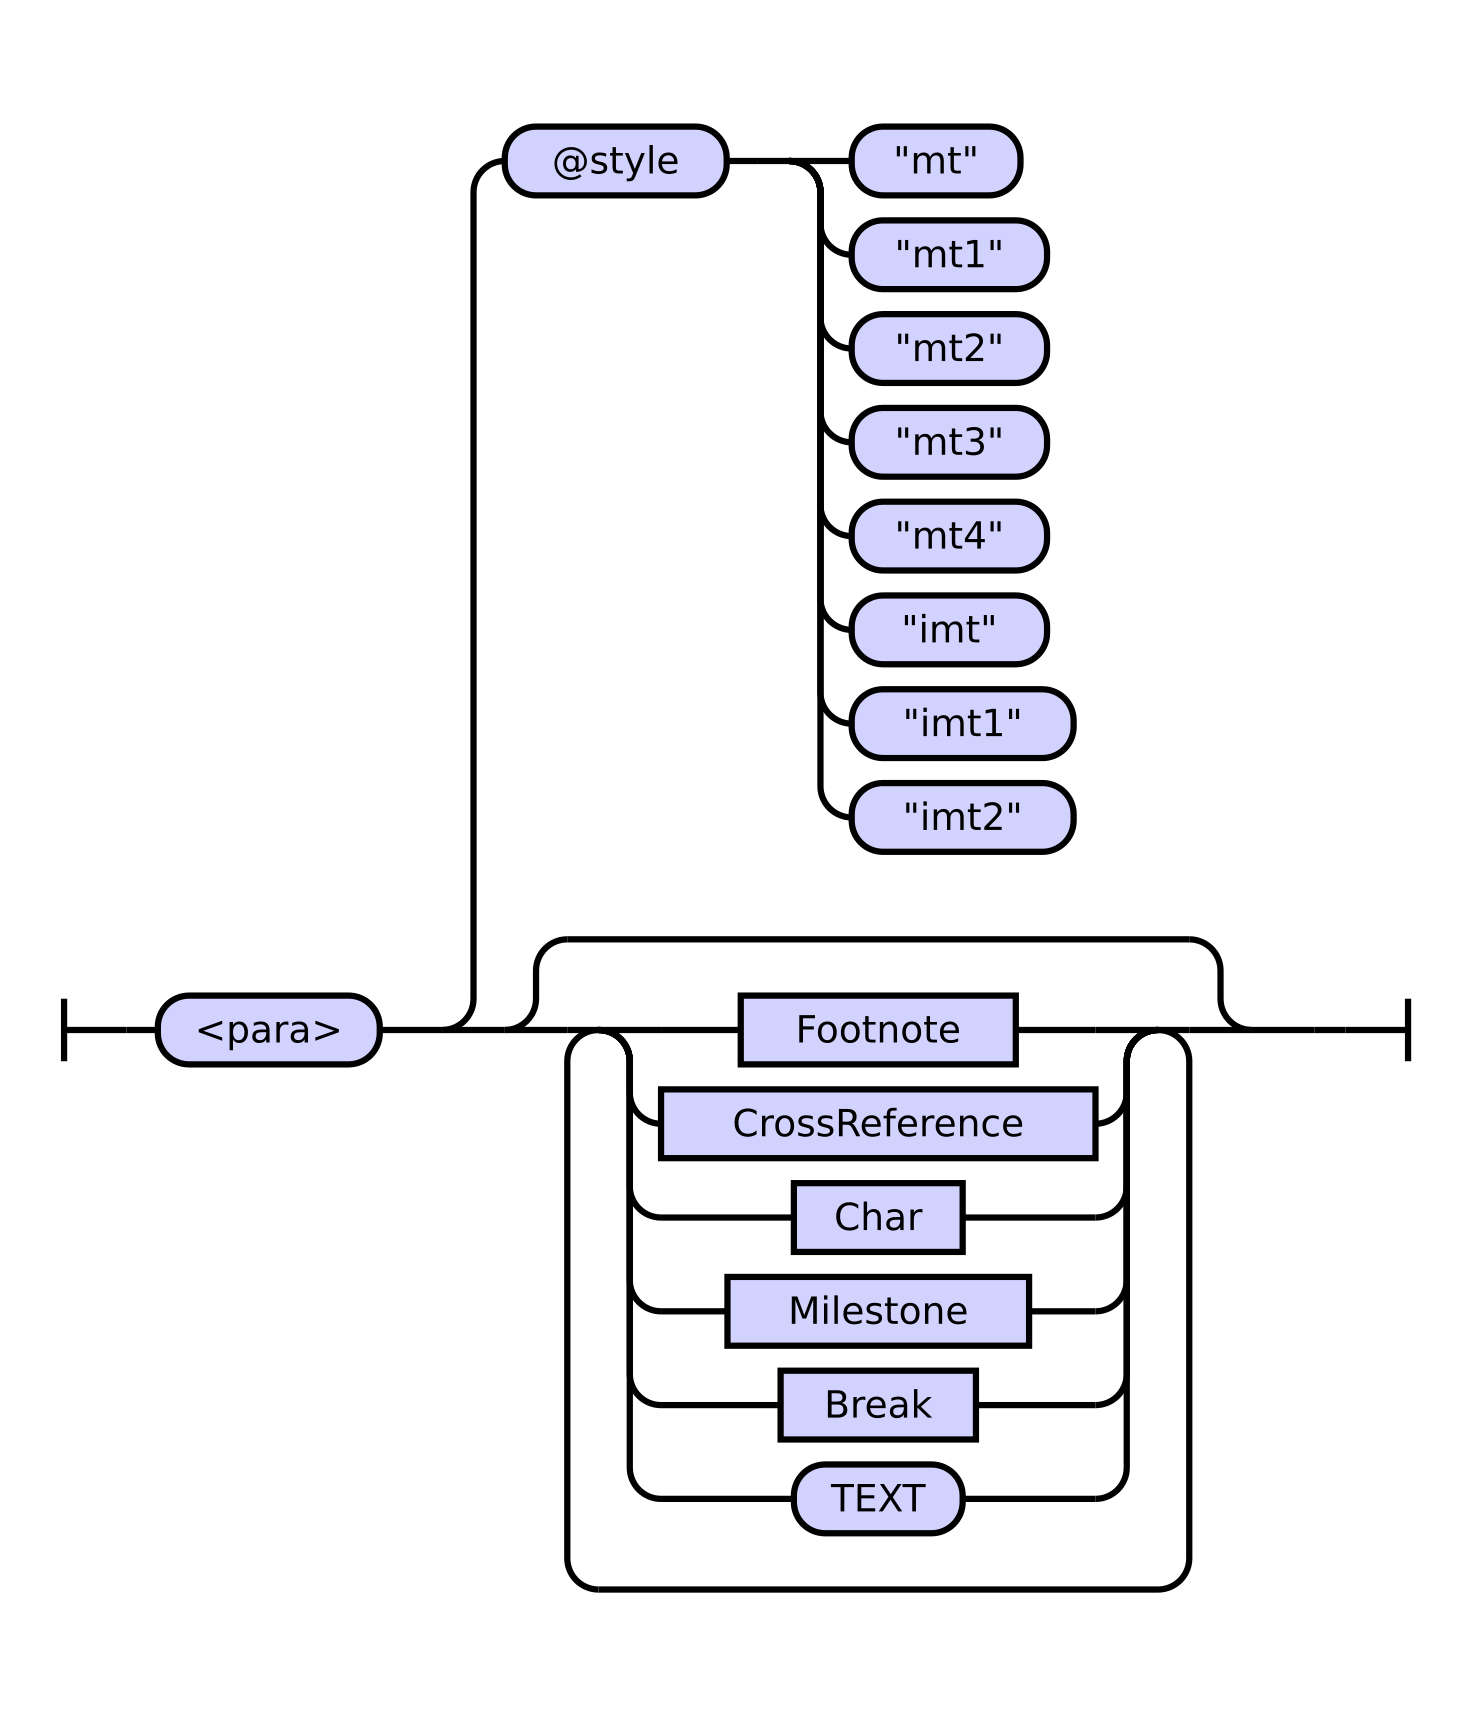 @style
"mt"
"mt1"
"mt2"
"mt3"
"mt4"
"imt"
"imt1"
"imt2"
<para>
Footnote
CrossReference
Char
Milestone
Break
TEXT